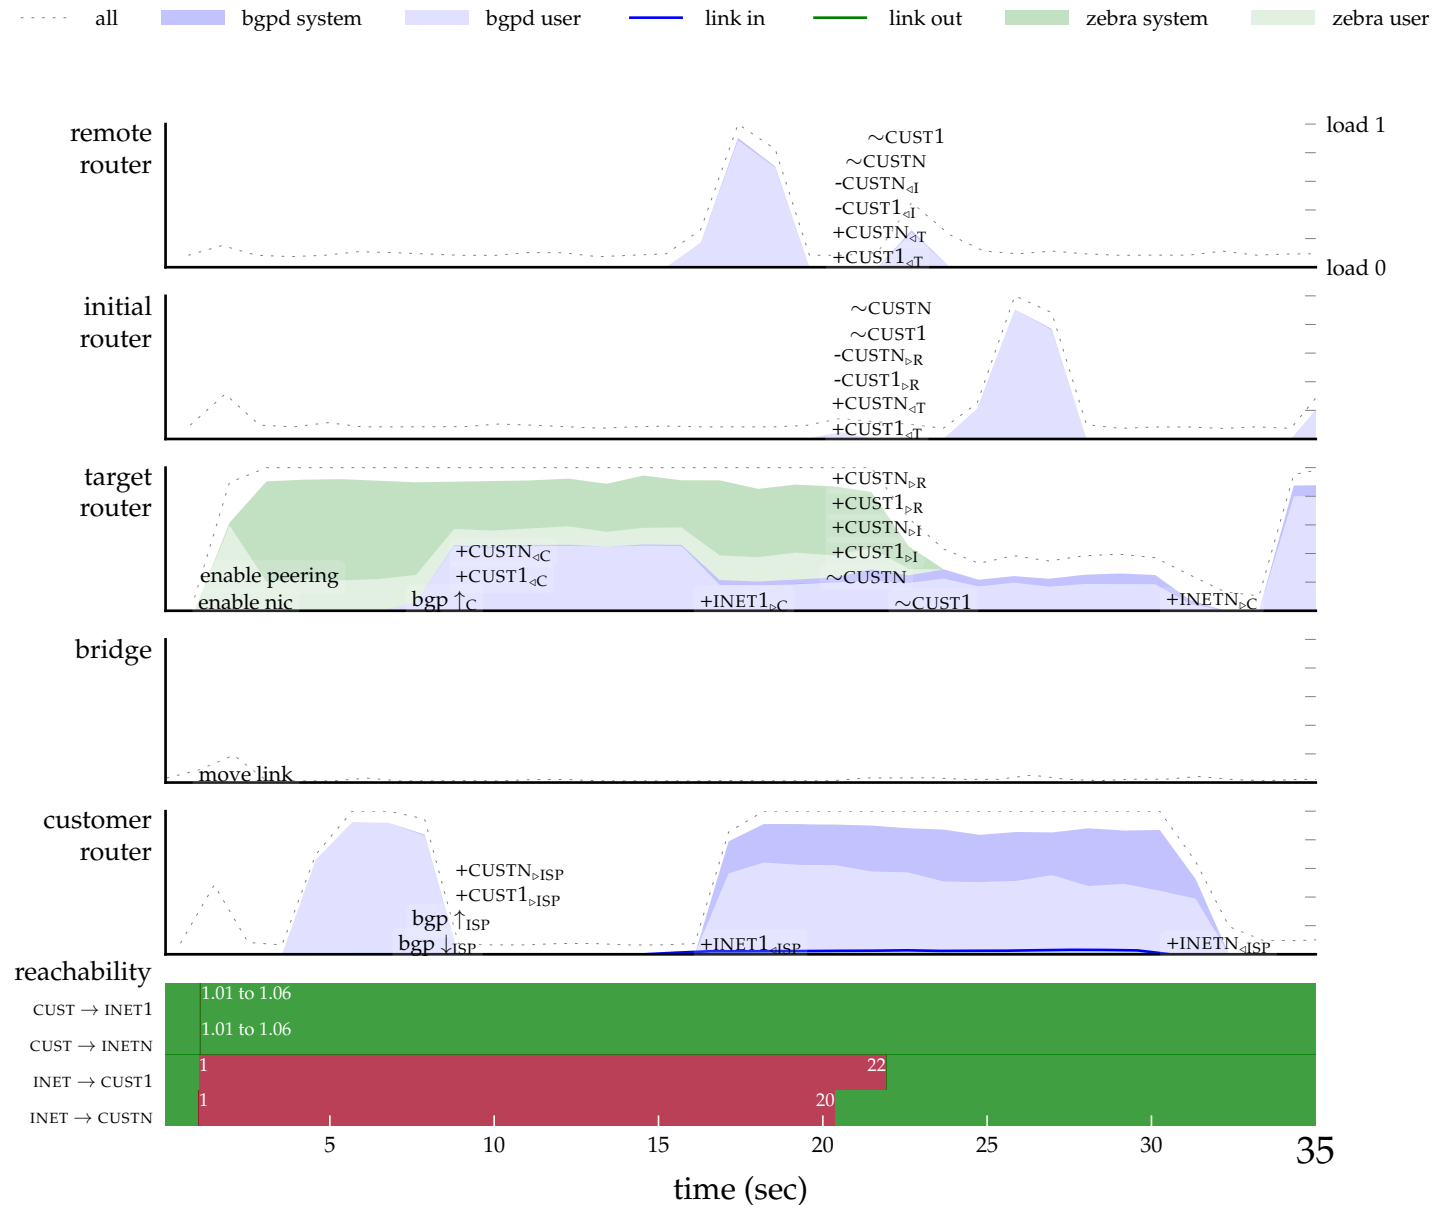 all bgpd system bgpd user link in link out zebra system zebra user
remote
router
load 1
∼CUST1
∼CUSTN
-CUSTN◃I
-CUST1◃I
+CUSTN◃T
+CUST1◃T
load 0
initial
router
∼CUSTN
∼CUST1
-CUSTN▹R
-CUST1▹R
+CUSTN◃T
+CUST1◃T
target
router
+CUSTN▹R
+CUST1▹R
+CUSTN▹I
+CUST1▹I
∼CUSTN
∼CUST1
+CUSTN◃C
+CUST1◃C
enable peering
enable nic
bgp ↑C
+INET1▹C
+INETN▹C
bridge
move link
customer
router
+CUSTN▹ISP
+CUST1▹ISP
bgp ↑ISP
bgp ↓ISP
+INET1◃ISP
+INETN◃ISP
reachability
CUST → INET1
1.01 to 1.06
CUST → INETN
1.01 to 1.06
INET → CUST1
1 22
INET → CUSTN
1 20
5 10 15 20 25 30 35
time (sec)